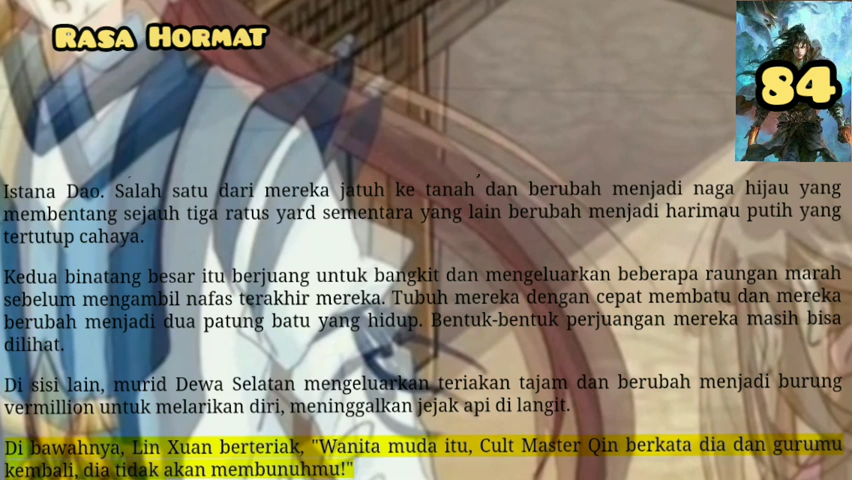 Rasa Hormat
84
Istana Dao. Salah satu dari mereka jatuh ke tanah dan berubah menjadi naga hijau yang
membentang sejauh tiga ratus yard sementara yang lain berubah menjadi harimau putih yang
tertutup cahaya.
Kedua binatang besar itu berjuang untuk bangkit dan mengeluarkan beberapa raungan marah
sebelum mengambil nafas terakhir mereka. Tubuh mereka dengan cepat membatu dan mereka
berubah menjadi dua patung batu yang hidup. Bentuk-bentuk perjuangan mereka masih bisa
dilihat.
Di sisi lain, murid Dewa Selatan mengeluarkan teriakan tajam dan berubah menjadi burung
vermillion untuk melarikan diri, meninggalkan jejak api di langit.
Di bawahnya, Lin Xuan berteriak, "Wanita muda itu, Cult Master Qin berkata dia dan gurumu
kembali, dia tidak akan membunuhmu!"